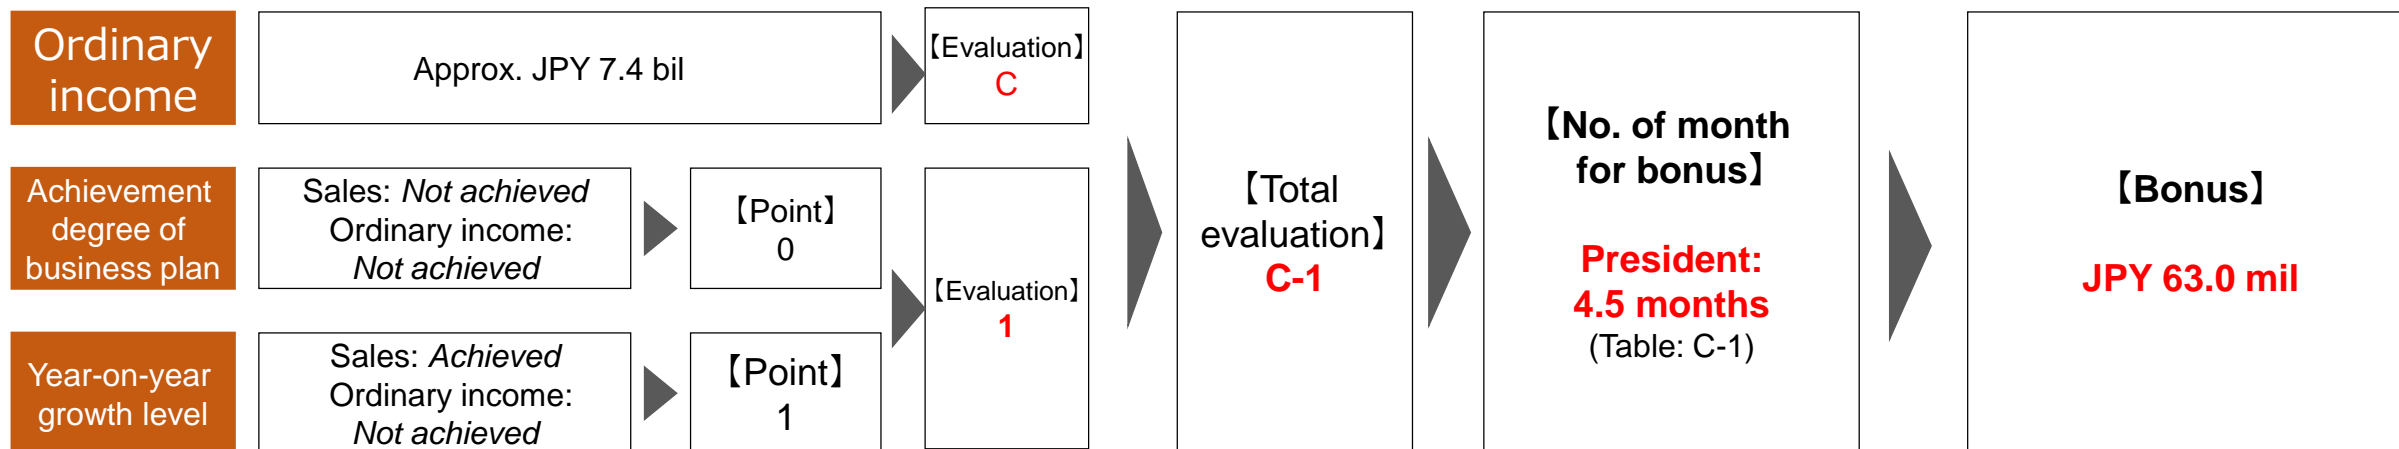 Ordinary
income
Approx. JPY 7.4 bil
【Evaluation】
C
Achievement
degree of
business plan
Sales: Not achieved
Ordinary income:
Not achieved
【Point】
0
Year-on-year
growth level
Sales: Achieved
Ordinary income:
Not achieved
【Point】
1
【Evaluation】
1
【Total
evaluation】
C-1
【No. of month
for bonus】
President:
4.5 months
(Table: C-1)
【Bonus】
JPY 63.0 mil